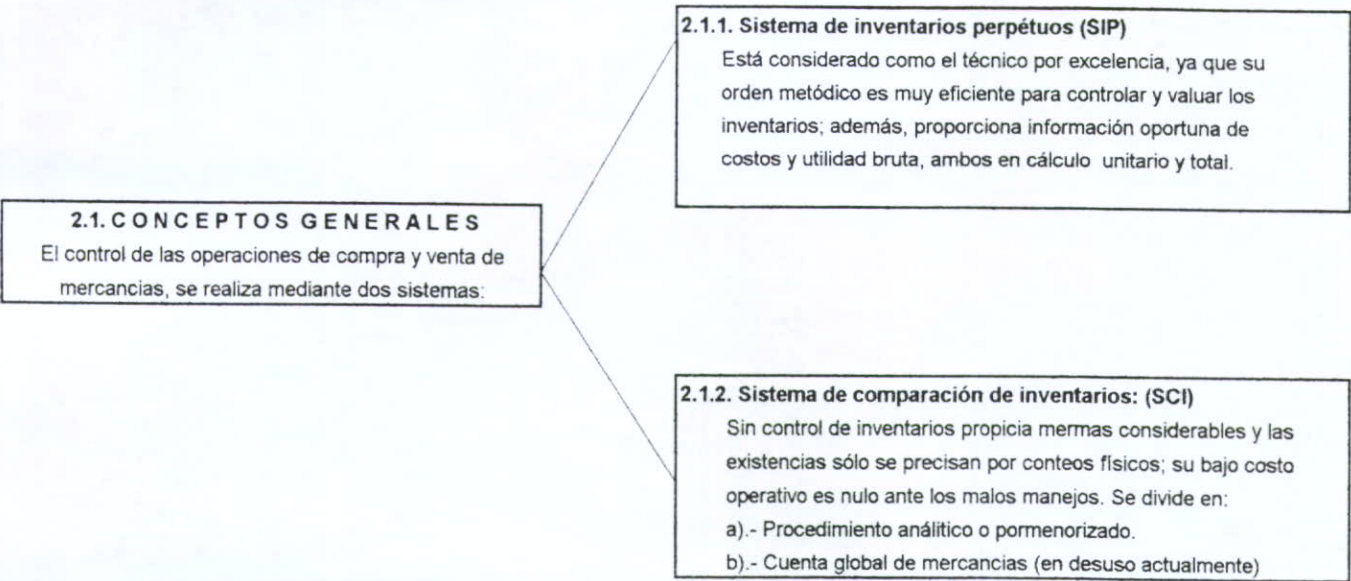 2.1. C O N C E P T O S  G E N E R A L E S
El control de las operaciones de compra y venta de
mercancias, se realiza mediante dos sistemas:
2.1.1. Sistema de inventarios perpétuos (SIP)
Está considerado como el técnico por excelencia, ya que su
orden metódico es muy eficiente para controlar y valuar los
inventarios; además, proporciona información oportuna de
costos y utilidad bruta, ambos en cálculo unitario y total.
2.1.2. Sistema de comparación de inventarios: (SCI)
Sin control de inventarios propicia mermas considerables y las
existencias sólo se precisan por conteos físicos; su bajo costo
operativo es nulo ante los malos manejos. Se divide en:
a).- Procedimiento análitico o pormenorizado.
b).- Cuenta global de mercancias (en desuso actualmente)